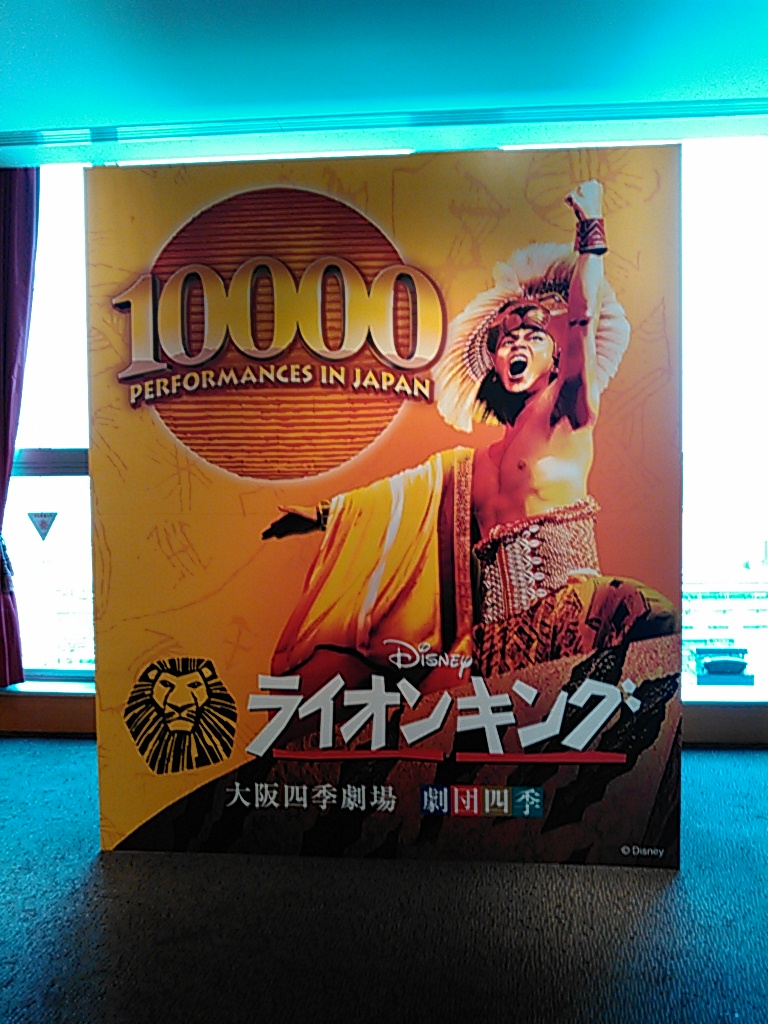 10000
PERFORMANCES IN JAPAN
Disney
ライオンキング
大阪四季劇場 劇団四季
© Disney